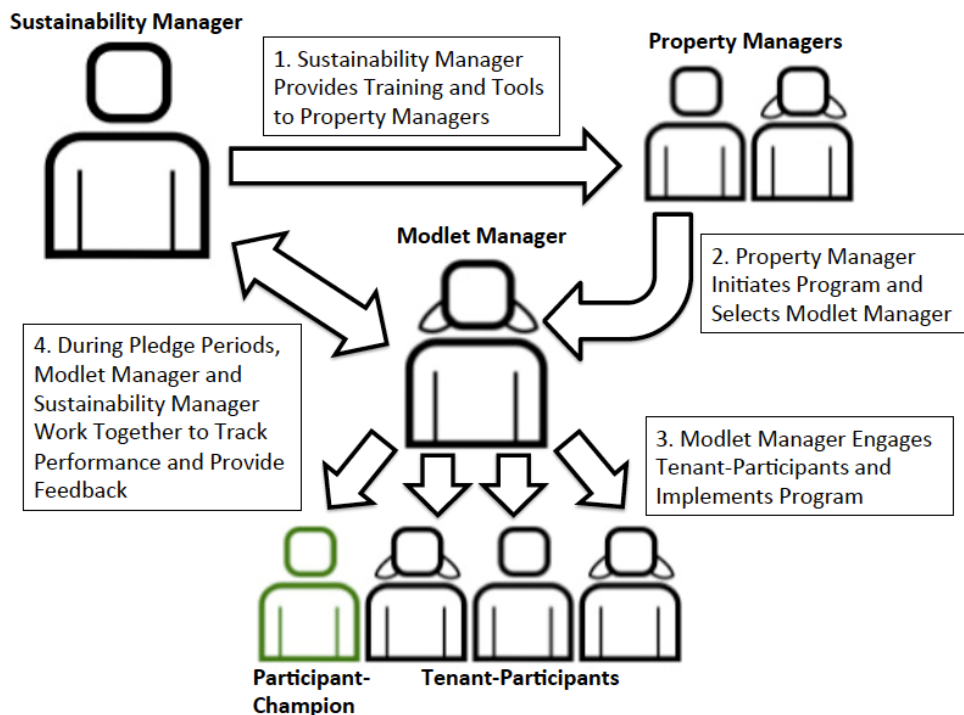 Sustainability Manager
1. Sustainability Manager
Provides Training and Tools
to Property Managers
Property Managers
Modlet Manager
2. Property Manager
Initiates Program and
Selects Modlet Manager
4. During Pledge Periods,
Modlet Manager and
Sustainability Manager
Work Together to Track
Performance and Provide
Feedback
3. Modlet Manager Engages
Tenant-Participants and
Implements Program
Participant-
Champion
Tenant-Participants